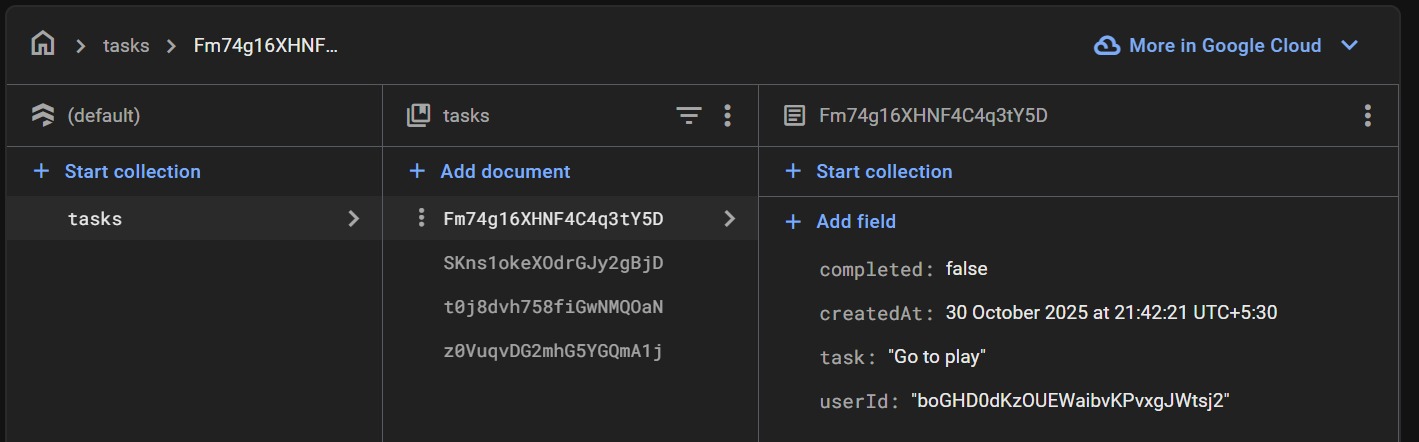 tasks
Fm74g16XHNF…
More in Google Cloud
(default)
tasks
Fm74g16XHNF4C4q3tY5D
+ Start collection
+ Add document
+ Start collection
tasks
Fm74g16XHNF4C4q3tY5D
+ Add field
SKns1okeXOdrGJy2gBjD
completed: false
t0j8dvh758fiGwNMQOaN
createdAt: 30 October 2025 at 21:42:21 UTC+5:30
z0VuqvDG2mhG5YGQmA1j
task: "Go to play"
userId: "boGHD0dKzOUEWaibvKPvxgJWtsj2"